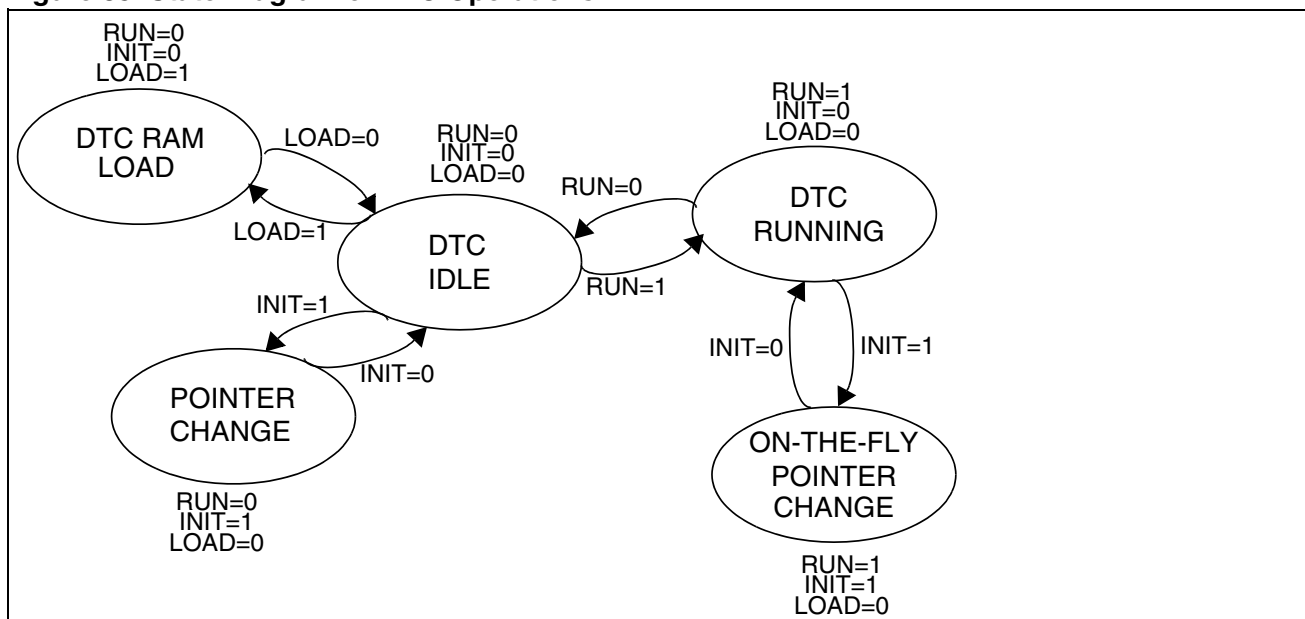 RUN=0
INIT=0
LOAD=1
DTC RAM
LOAD
LOAD=0
LOAD=1
RUN=0
INIT=0
LOAD=0
DTC
IDLE
RUN=0
RUN=1
RUN=1
INIT=0
LOAD=0
DTC
RUNNING
INIT=1
INIT=0
POINTER
CHANGE
RUN=0
INIT=1
LOAD=0
INIT=0
INIT=1
ON-THE-FLY
POINTER
CHANGE
RUN=1
INIT=1
LOAD=0